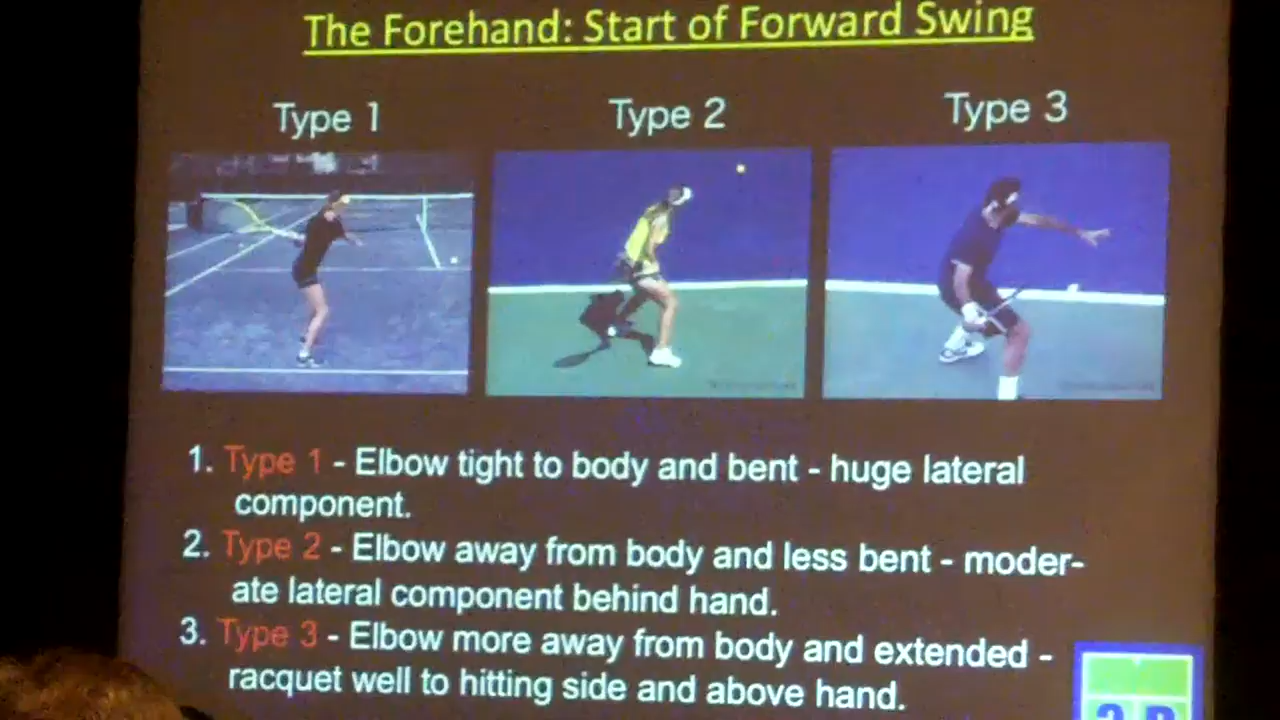 The Forehand: Start of Forward Swing
Type 1
Type 2
Type 3
1. Type 1 - Elbow tight to body and bent - huge lateral
component.
2. Type 2 - Elbow away from body and less bent - moder-
ate lateral component behind hand.
3. Type 3 - Elbow more away from body and extended -
racquet well to hitting side and above hand.